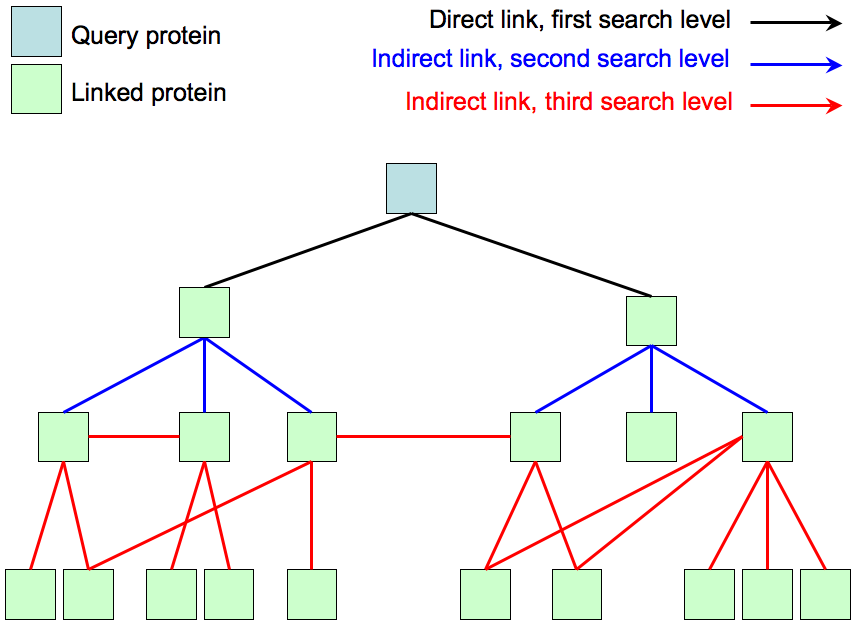 Query protein
Linked protein
Direct link, first search level
Indirect link, second search level
Indirect link, third search level